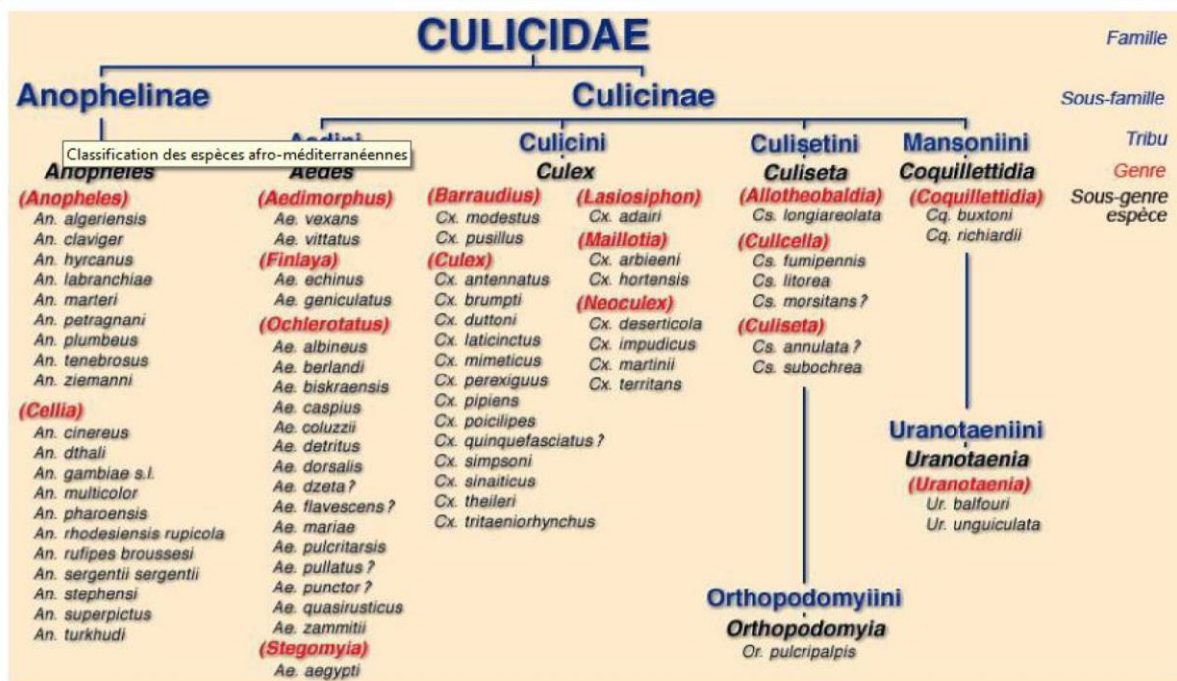 CULICIDAE
Famille
Anophelinae
Culicinae
Sous-famille
Aedini
Culicini
Culisetini
Mansoniini
Tribu
Classification des espèces afro-méditerranéennes
Anopheles
Aedes
Culex
Culiseta
Coquillettidia
Genre
Sous-genre
espèce
(Anopheles)
An. algeriensis
An. claviger
An. hyrcanus
An. labranchiae
An. marteri
An. petragnani
An. plumbeus
An. tenebrosus
An. ziemanni
(Cellia)
An. cinereus
An. dthali
An. gambiae s.l.
An. multicolor
An. pharoensis
An. rhodesiensis rupicola
An. rufipes broussesi
An. sergentii sergentii
An. stephensi
An. superpictus
An. turkhudi
(Aedimorphus)
Ae. vexans
Ae. vittatus
(Finlaya)
Ae. echinus
Ae. geniculatus
(Ochlerotatus)
Ae. albineus
Ae. berlandi
Ae. biskraensis
Ae. caspius
Ae. coluzzii
Ae. detritus
Ae. dorsalis
Ae. dzeta ?
Ae. flavescens ?
Ae. mariae
Ae. pulcritarsis
Ae. pullatus ?
Ae. punctor ?
Ae. quasirusticus
Ae. zammitii
(Stegomyia)
Ae. aegypti
(Barraudius)
Cx. modestus
Cx. pusillus
(Culex)
Cx. antennatus
Cx. brumpti
Cx. duttoni
Cx. laticinctus
Cx. mimeticus
Cx. perexiguus
Cx. pipiens
Cx. poicilipes
Cx. quinquefasciatus ?
Cx. simpsoni
Cx. sinaiticus
Cx. theileri
Cx. tritaeniorhynchus
(Lasiosiphon)
Cx. adairi
(Maillotia)
Cx. arbieeni
Cx. hortensis
(Neoculex)
Cx. deserticola
Cx. impudicus
Cx. martinii
Cx. territans
(Allotheobaldia)
Cs. longiareolata
(Culicella)
Cs. fumipennis
Cs. litorea
Cs. morsitans ?
(Culiseta)
Cs. annulata ?
Cs. subochrea
Orthopodomyiini
Orthopodomyia
Or. pulcripalpis
(Coquillettidia)
Cq. buxtoni
Cq. richiardii
Uranotaeniini
Uranotaenia
(Uranotaenia)
Ur. balfouri
Ur. unguiculata